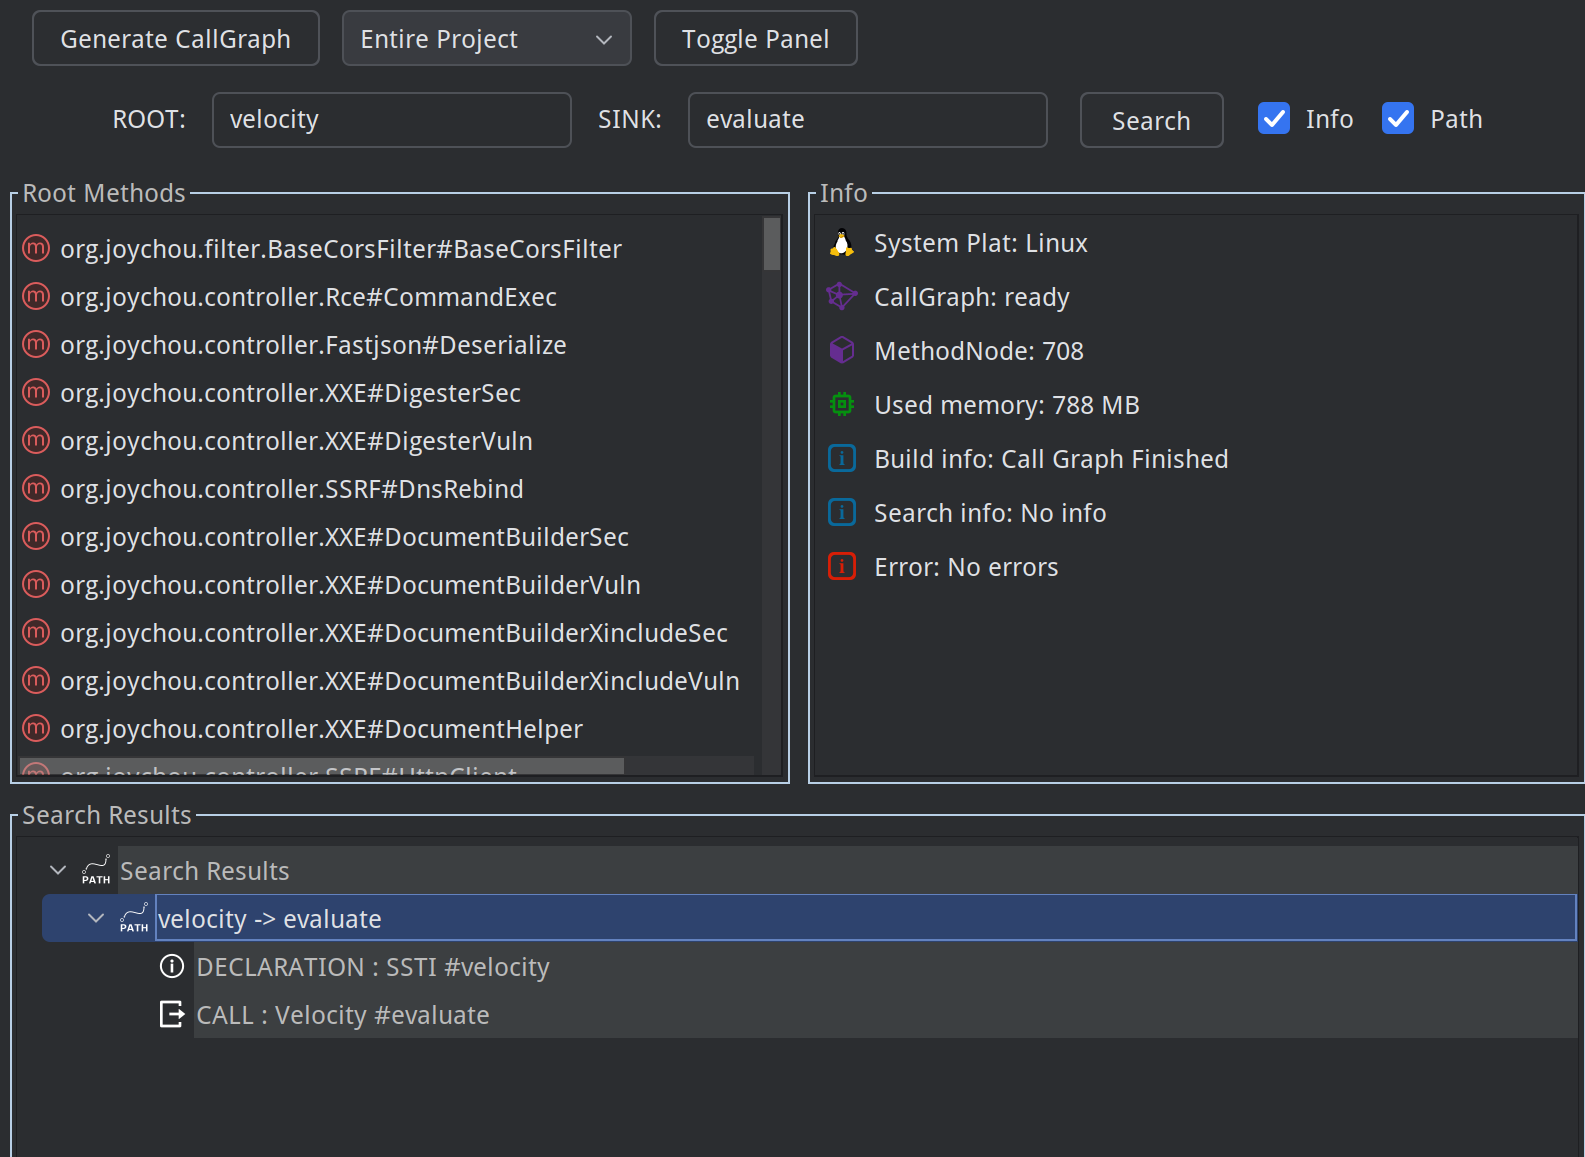 Generate CallGraph Entire Project Toggle Panel
ROOT: velocity SINK: evaluate Search Info Path
Root Methods
org.joychou.filter.BaseCorsFilter#BaseCorsFilter
org.joychou.controller.Rce#CommandExec
org.joychou.controller.Fastjson#Deserialize
org.joychou.controller.XXE#DigesterSec
org.joychou.controller.XXE#DigesterVuln
org.joychou.controller.SSRF#DnsRebind
org.joychou.controller.XXE#DocumentBuilderSec
org.joychou.controller.XXE#DocumentBuilderVuln
org.joychou.controller.XXE#DocumentBuilderXincludeSec
org.joychou.controller.XXE#DocumentBuilderXincludeVuln
org.joychou.controller.XXE#DocumentHelper
org.joychou.controller.SSRF#HttpClient
Info
System Plat: Linux
CallGraph: ready
MethodNode: 708
Used memory: 788 MB
Build info: Call Graph Finished
Search info: No info
Error: No errors
Search Results
PATH Search Results
PATH velocity -> evaluate
DECLARATION : SSTI #velocity
CALL : Velocity #evaluate